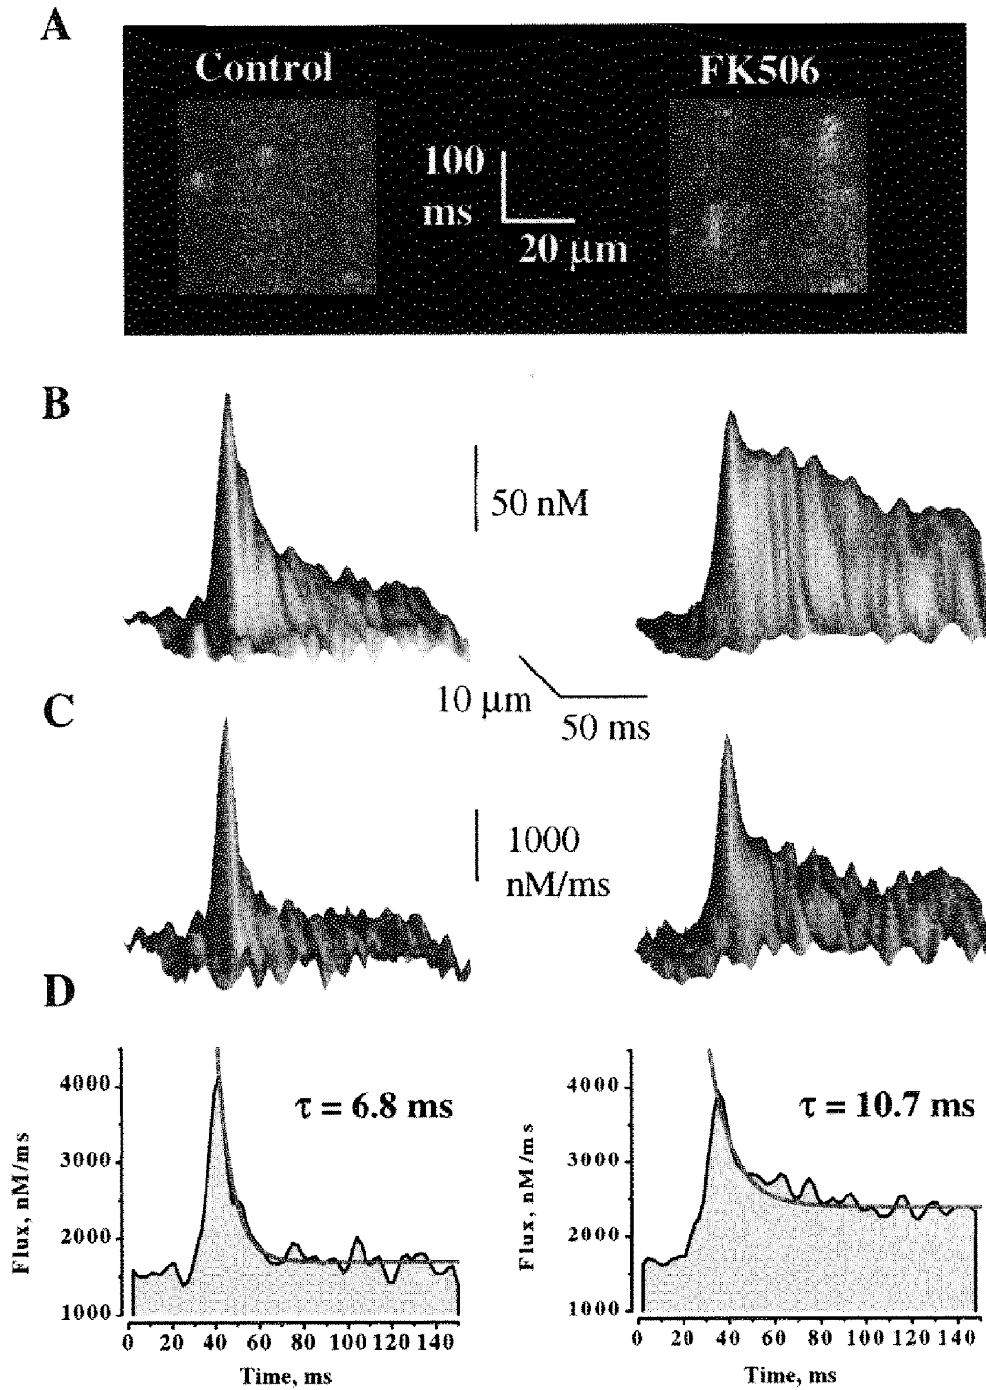 A
Control
FK506
100
ms
20 μm
B
50 nM
10 μm
50 ms
C
1000
nM/ms
D
Flux, nM/ms
4000
3000
2000
1000
τ = 6.8 ms
0 20 40 60 80 100 120 140
Time, ms
Flux, nM/ms
4000
3000
2000
1000
τ = 10.7 ms
0 20 40 60 80 100 120 140
Time, ms